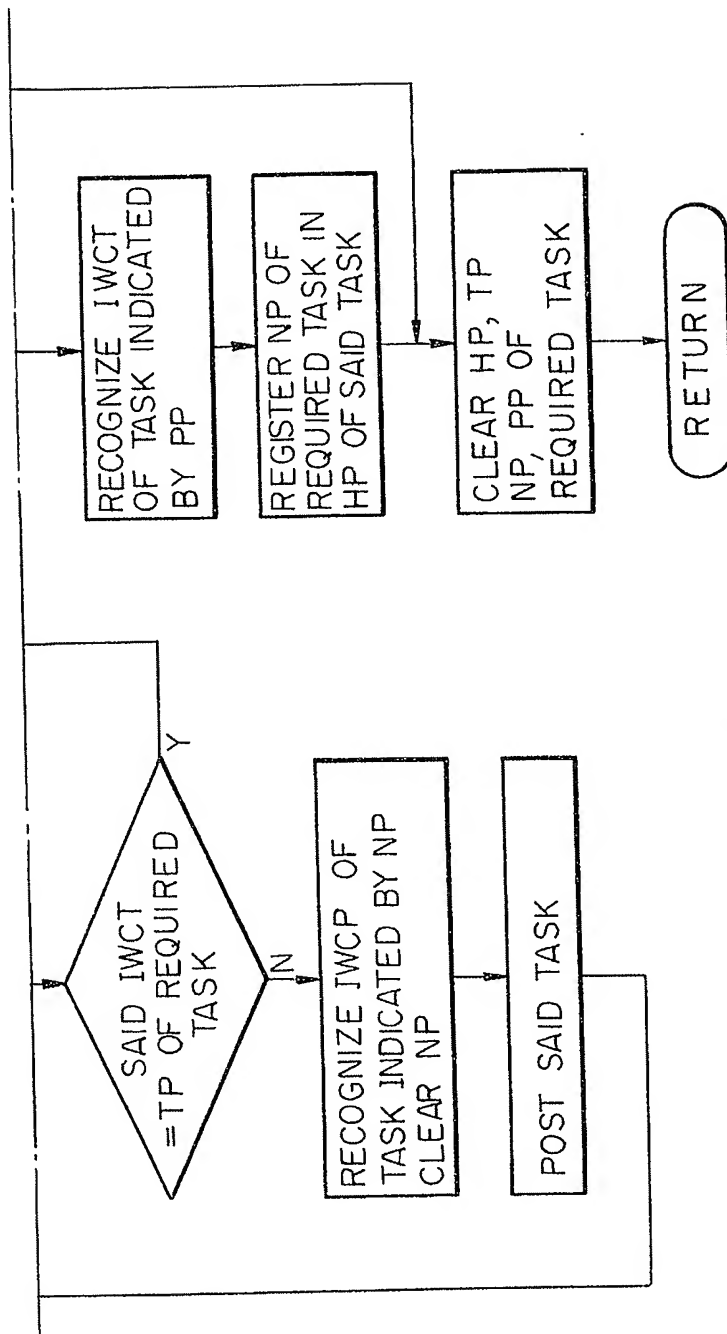 SAID IWCT
=TP OF REQUIRED
TASK
Y
N
RECOGNIZE IWCP OF
TASK INDICATED BY NP
CLEAR NP
POST SAID TASK
RECOGNIZE IWCT
OF TASK INDICATED
BY PP
REGISTER NP OF
REQUIRED TASK IN
HP OF SAID TASK
CLEAR HP, TP
NP, PP OF
REQUIRED TASK
RETURN